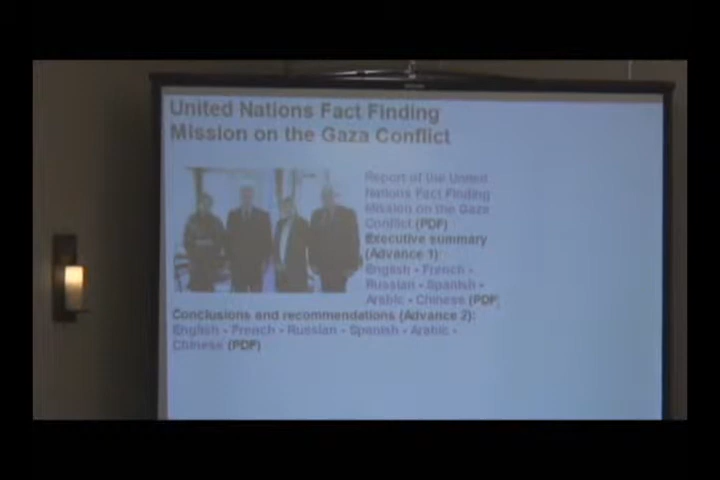 United Nations Fact Finding
Mission on the Gaza Conflict
Report of the United
Nations Fact Finding
Mission on the Gaza
Conflict (PDF)
Executive summary
(Advance 1):
English - French -
Russian - Spanish -
Arabic - Chinese (PDF)
Conclusions and recommendations (Advance 2):
English - French - Russian - Spanish - Arabic -
Chinese (PDF)